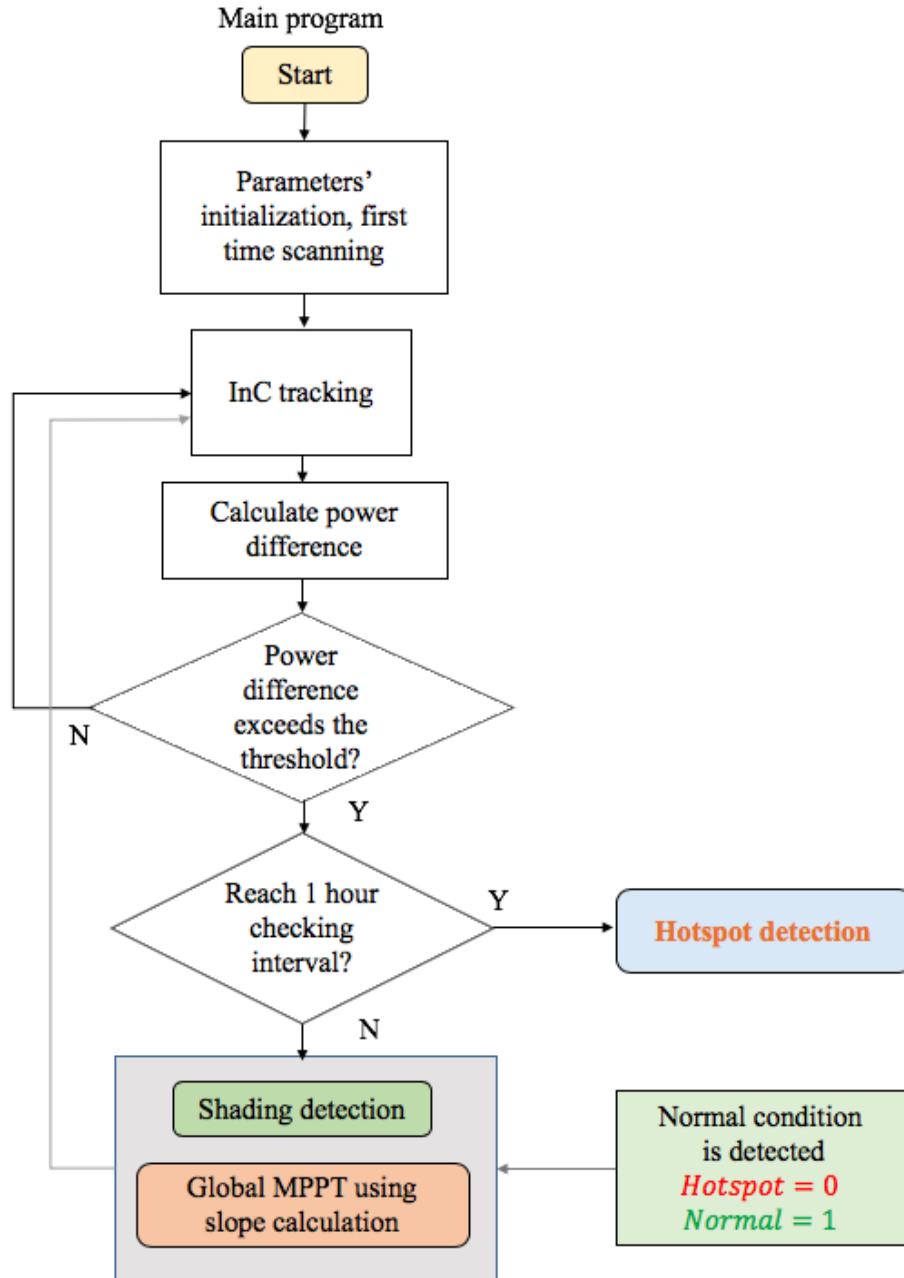 Main program
Start
Parameters’
initialization, first
time scanning
InC tracking
Calculate power
difference
Power
difference
exceeds the
threshold?
N
Y
Reach 1 hour
checking
interval?
Y
Hotspot detection
N
Shading detection
Global MPPT using
slope calculation
Normal condition
is detected
Hotspot = 0
Normal = 1